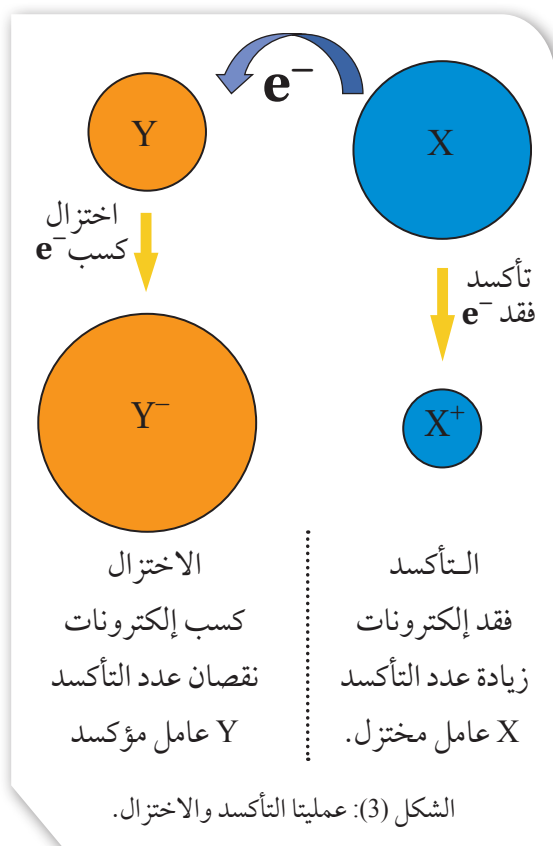 e⁻
X
Y
تأكسد
فقد e⁻
اختزال
كسب e⁻
X⁺
Y⁻
التأكسد
فقد إلكترونات
زيادة عدد التأكسد
X عامل مختزل.
الاختزال
كسب إلكترونات
نقصان عدد التأكسد
Y عامل مؤكسد
الشكل (3): عمليتا التأكسد والاختزال.